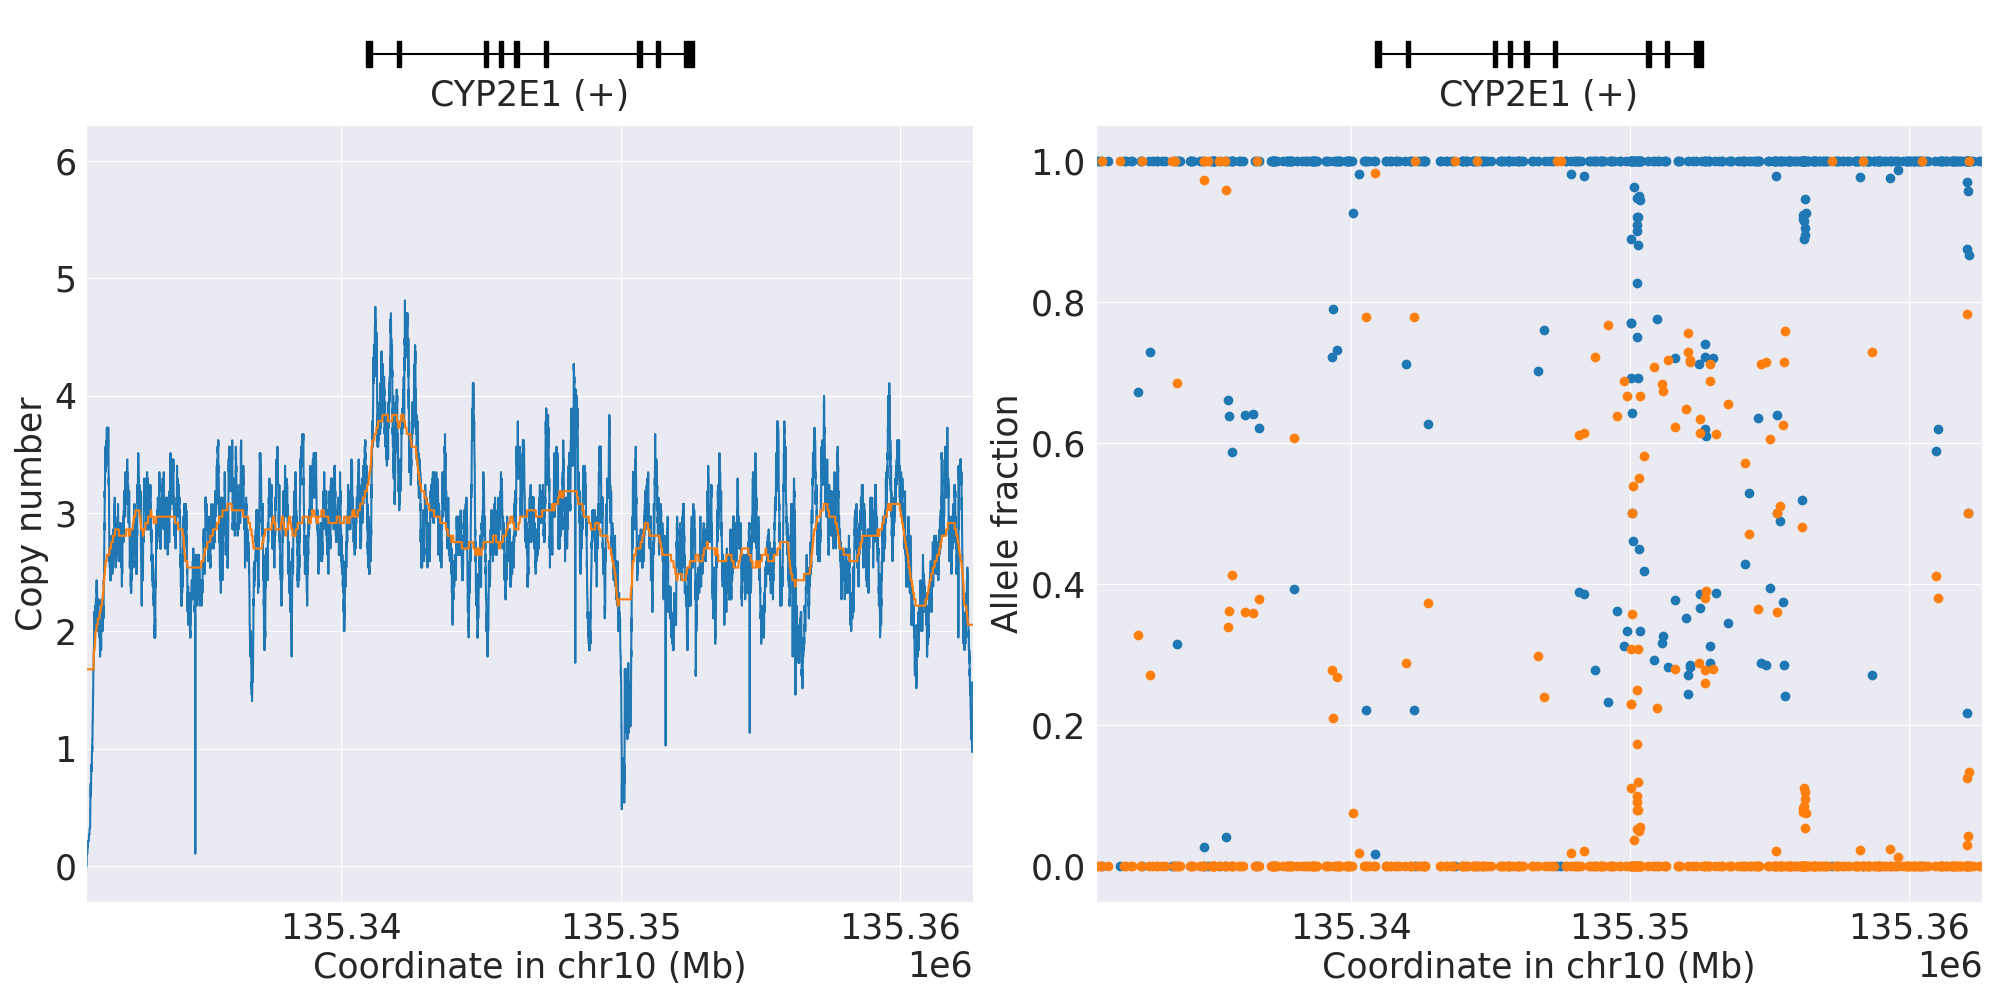 CYP2E1 (+)
CYP2E1 (+)
6
5
4
3
2
1
0
Copy number
135.34 135.35 135.36
Coordinate in chr10 (Mb)
1e6
1.0
0.8
0.6
0.4
0.2
0.0
Allele fraction
135.34 135.35 135.36
Coordinate in chr10 (Mb)
1e6